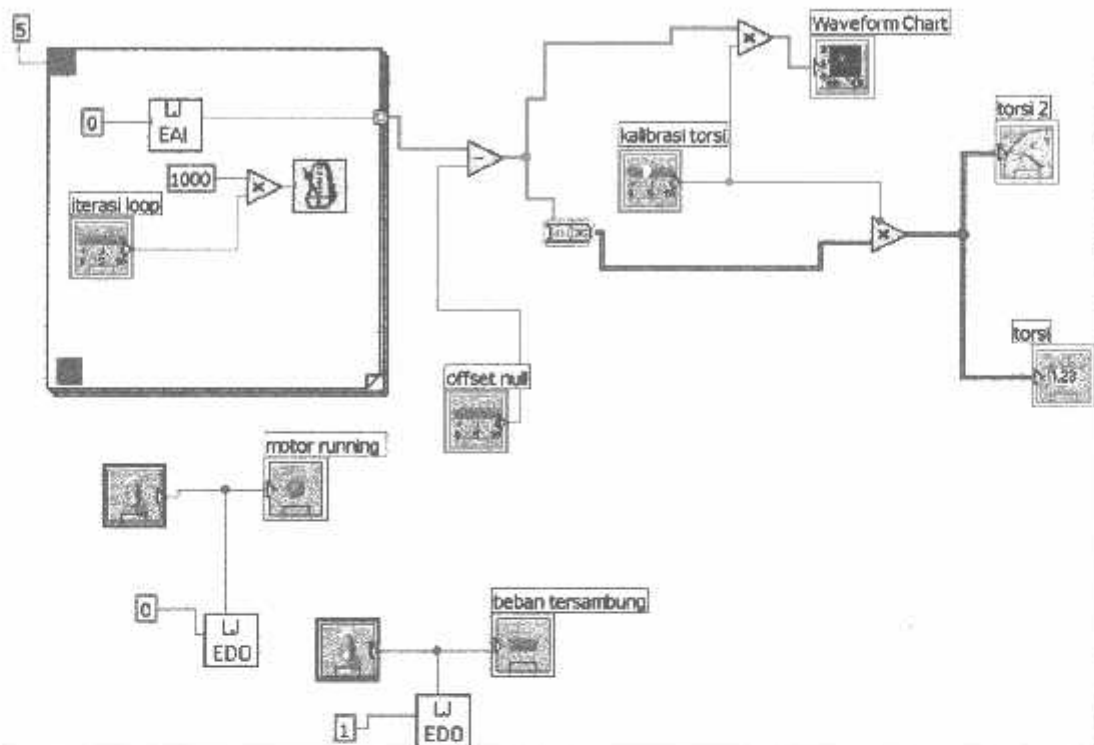 5
Waveform Chart
0
EAI
1000
iterasi loop
kalibrasi torsi
torsi 2
offset null
torsi
1.23
motor running
0
EDO
beban tersambung
1
EDO